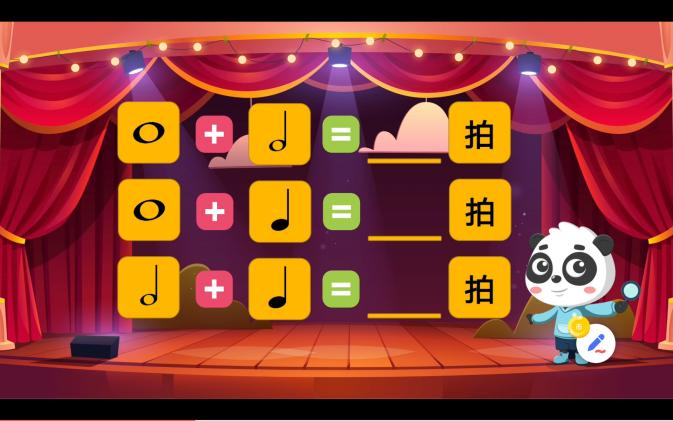 + = 拍
+ = 拍
+ = 拍